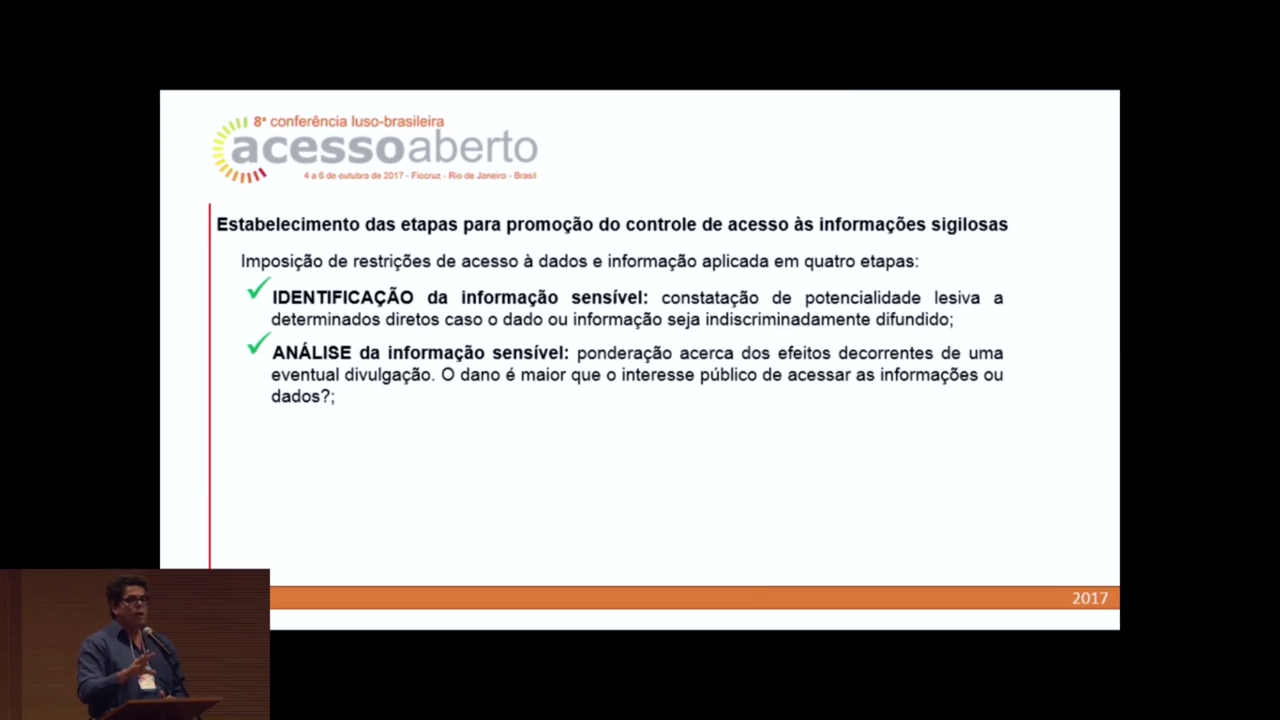 8ª conferência luso-brasileira
acessoaberto
4 a 6 de outubro de 2017 - Fiocruz - Rio de Janeiro - Brasil
Estabelecimento das etapas para promoção do controle de acesso às informações sigilosas
Imposição de restrições de acesso à dados e informação aplicada em quatro etapas:
IDENTIFICAÇÃO da informação sensível: constatação de potencialidade lesiva a
determinados diretos caso o dado ou informação seja indiscriminadamente difundido;
ANÁLISE da informação sensível: ponderação acerca dos efeitos decorrentes de uma
eventual divulgação. O dano é maior que o interesse público de acessar as informações ou
dados?;
2017